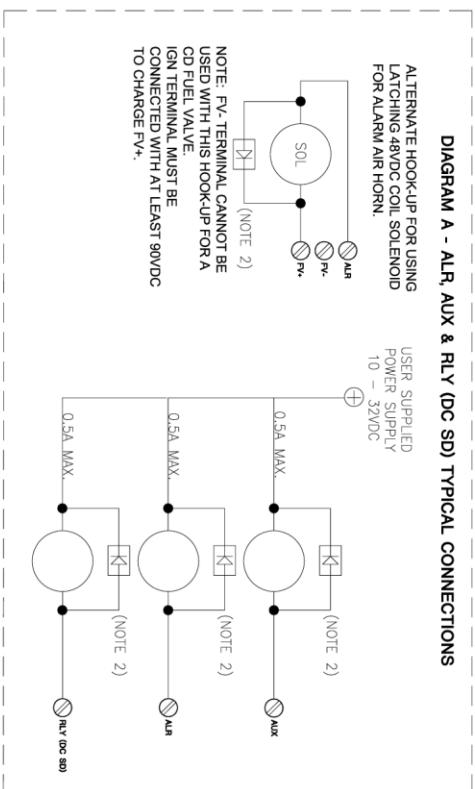 DIAGRAM A - ALR, AUX & RLY (DC SD) TYPICAL CONNECTIONS
ALTERNATE HOOK-UP FOR USING
LATCHING 48VDC COIL SOLENOID
FOR ALARM AIR HORN.
SOL
(NOTE 2)
ALR
FV-
FV+
NOTE: FV- TERMINAL CANNOT BE
USED WITH THIS HOOK-UP FOR A
CD FUEL VALVE.
IGN TERMINAL MUST BE
CONNECTED WITH AT LEAST 90VDC
TO CHARGE FV+.
USER SUPPLIED
POWER SUPPLY
10 - 32VDC
0.5A MAX.
(NOTE 2)
AUX
0.5A MAX.
(NOTE 2)
ALR
0.5A MAX.
(NOTE 2)
RLY (DC SD)